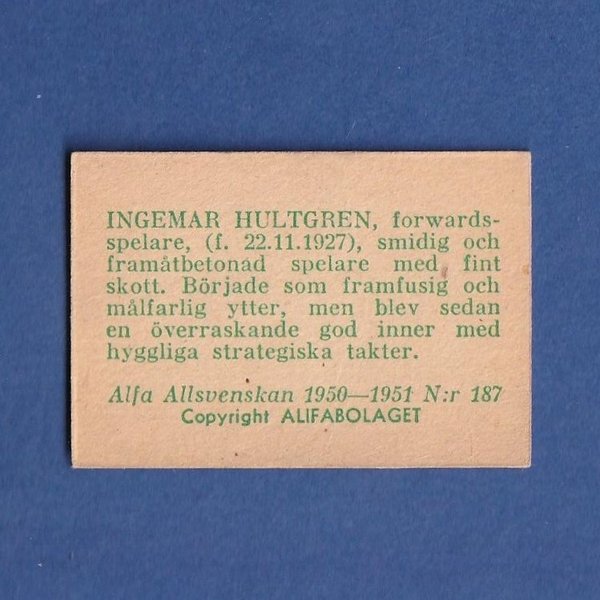 INGEMAR HULTGREN, forwards-
spelare, (f. 22.11.1927), smidig och
framåtbetonad spelare med fint
skott. Började som framfusig och
målfarlig ytter, men blev sedan
en överraskande god inner med
hyggliga strategiska takter.
Alfa Allsvenskan 1950—1951 N:r 187
Copyright ALIFABOLAGET